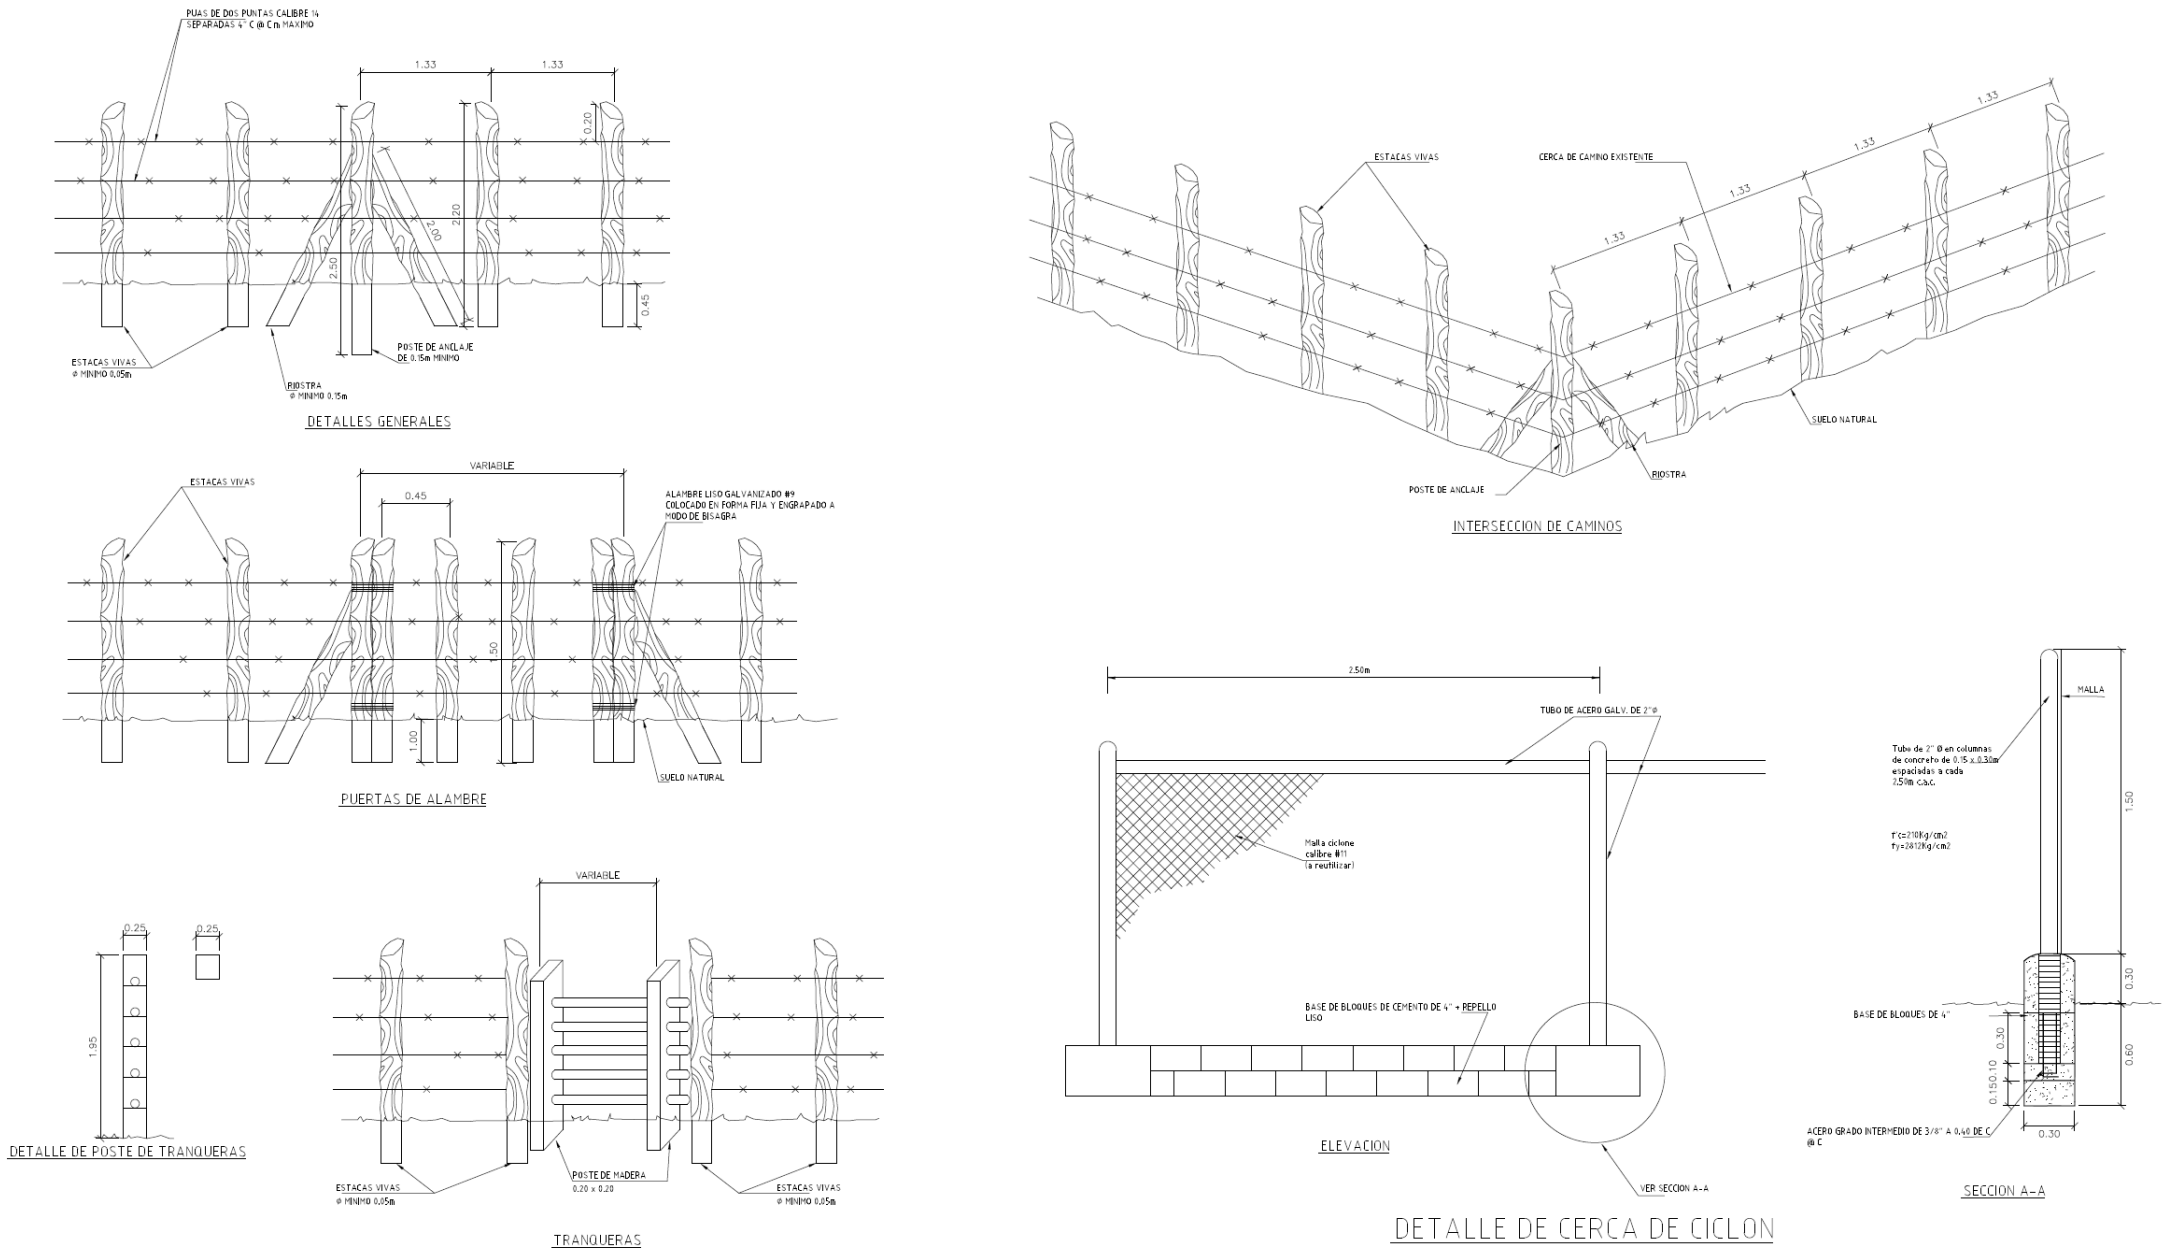 PUAS DE DOS PUNTAS CALIBRE 14
SEPARADAS 4" C @ C m MAXIMO
1.33
1.33
0.20
2.50
2.00
2.20
0.45
ESTACAS VIVAS
Ø MINIMO 0.05m
POSTE DE ANCLAJE
DE 0.15m MINIMO
RIOSTRA
Ø MINIMO 0.15m
DETALLES GENERALES
1.33
1.33
1.33
1.33
ESTACAS VIVAS
CERCA DE CAMINO EXISTENTE
SUELO NATURAL
RIOSTRA
POSTE DE ANCLAJE
INTERSECCION DE CAMINOS
VARIABLE
ESTACAS VIVAS
0.45
ALAMBRE LISO GALVANIZADO #9
COLOCADO EN FORMA FIJA Y ENGRAPADO A
MODO DE BISAGRA
1.50
1.00
SUELO NATURAL
PUERTAS DE ALAMBRE
0.25
0.25
1.95
DETALLE DE POSTE DE TRANQUERAS
VARIABLE
ESTACAS VIVAS
Ø MINIMO 0.05m
POSTE DE MADERA
0.20 x 0.20
ESTACAS VIVAS
Ø MINIMO 0.05m
TRANQUERAS
2.50m
TUBO DE ACERO GALV. DE 2"Ø
Malla ciclone
calibre #11
(a reutilizar)
BASE DE BLOQUES DE CEMENTO DE 4" + REPELLO
LISO
ELEVACION
VER SECCION A-A
MALLA
Tubo de 2" Ø en columnas
de concreto de 0.15 x 0.30m
espaciadas a cada
2.50m c.a.c.
f'c=210Kg/cm2
fy=2812Kg/cm2
1.50
0.30
0.60
BASE DE BLOQUES DE 4"
0.30
0.10
0.15
0.30
ACERO GRADO INTERMEDIO DE 3/8" A 0.40 DE C
@ C
SECCION A-A
DETALLE DE CERCA DE CICLON